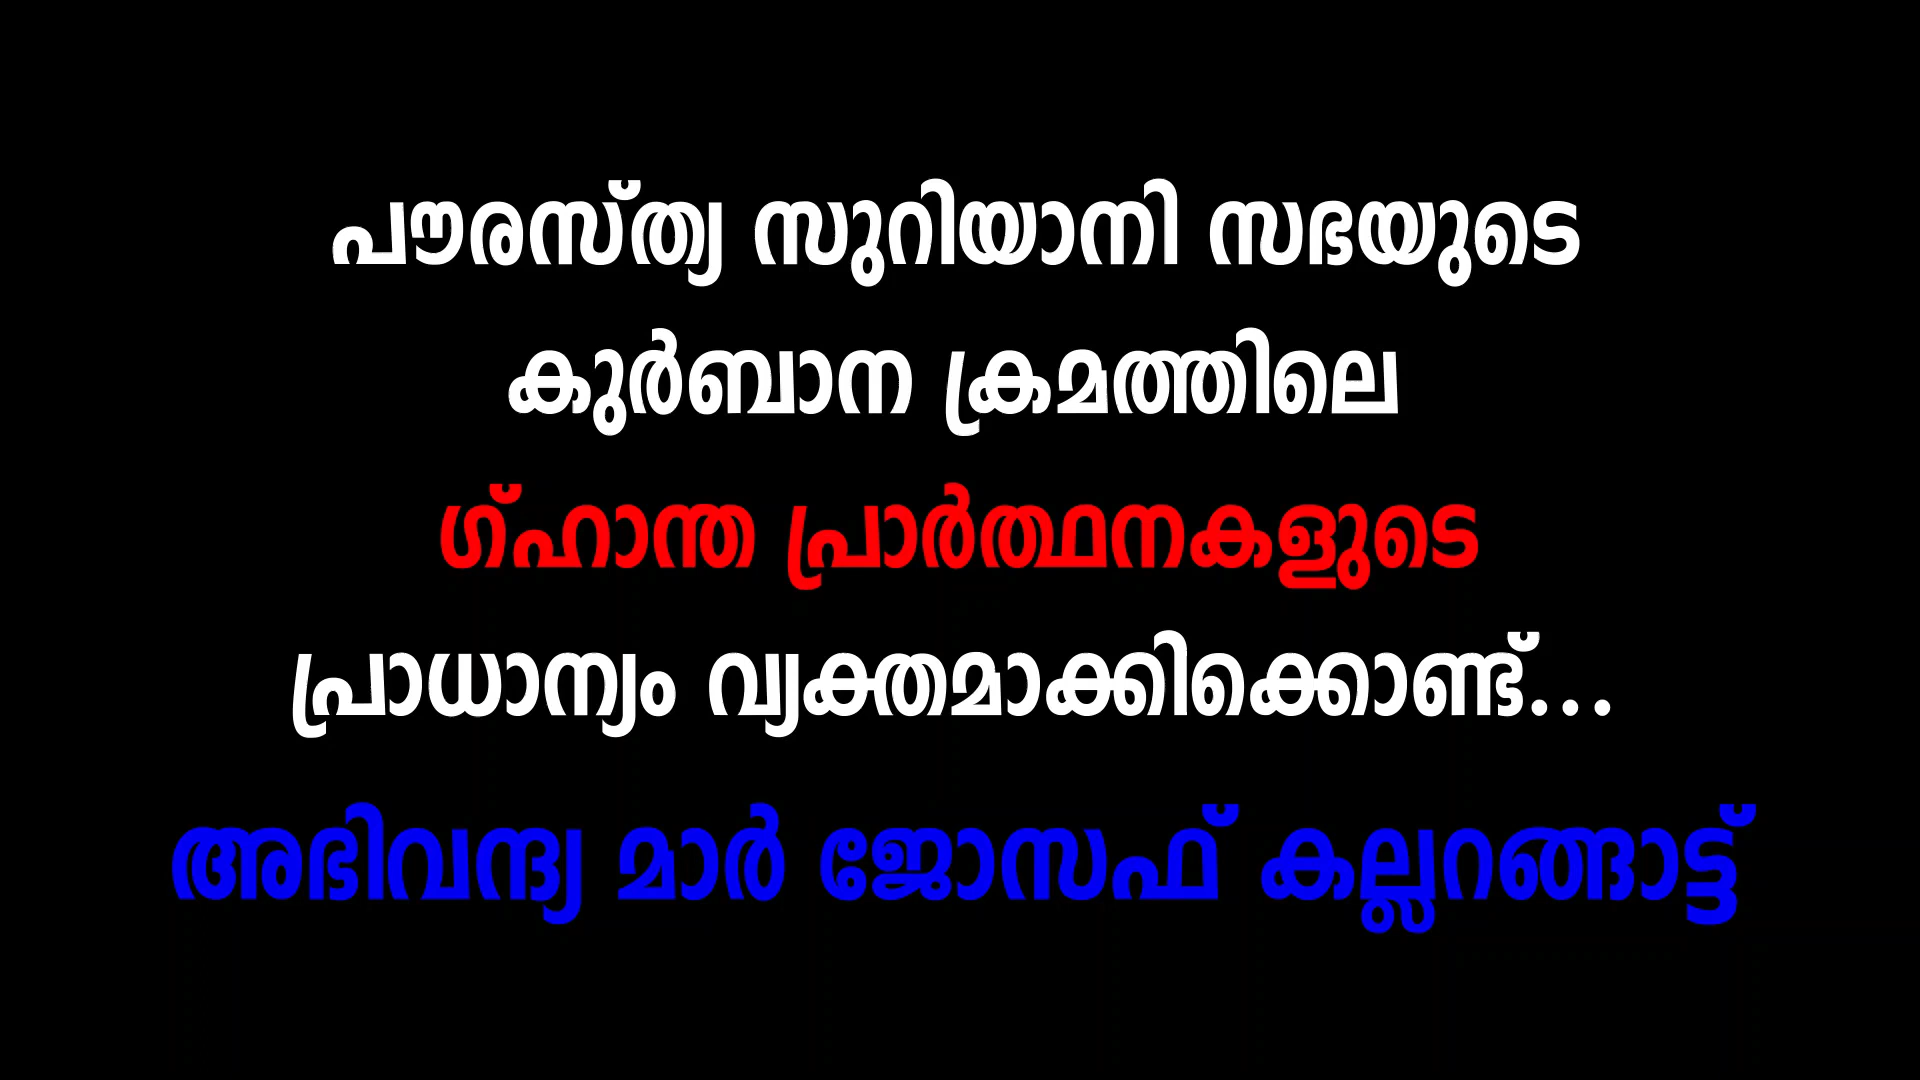 പൗരസ്ത്യ സുറിയാനി സഭയുടെ
കുർബാന ക്രമത്തിലെ
ഗ്ഹാന്ത പ്രാർത്ഥനകളുടെ
പ്രാധാന്യം വ്യക്തമാക്കിക്കൊണ്ട്...
അഭിവന്ദ്യ മാർ ജോസഫ് കല്ലറങ്ങാട്ട്